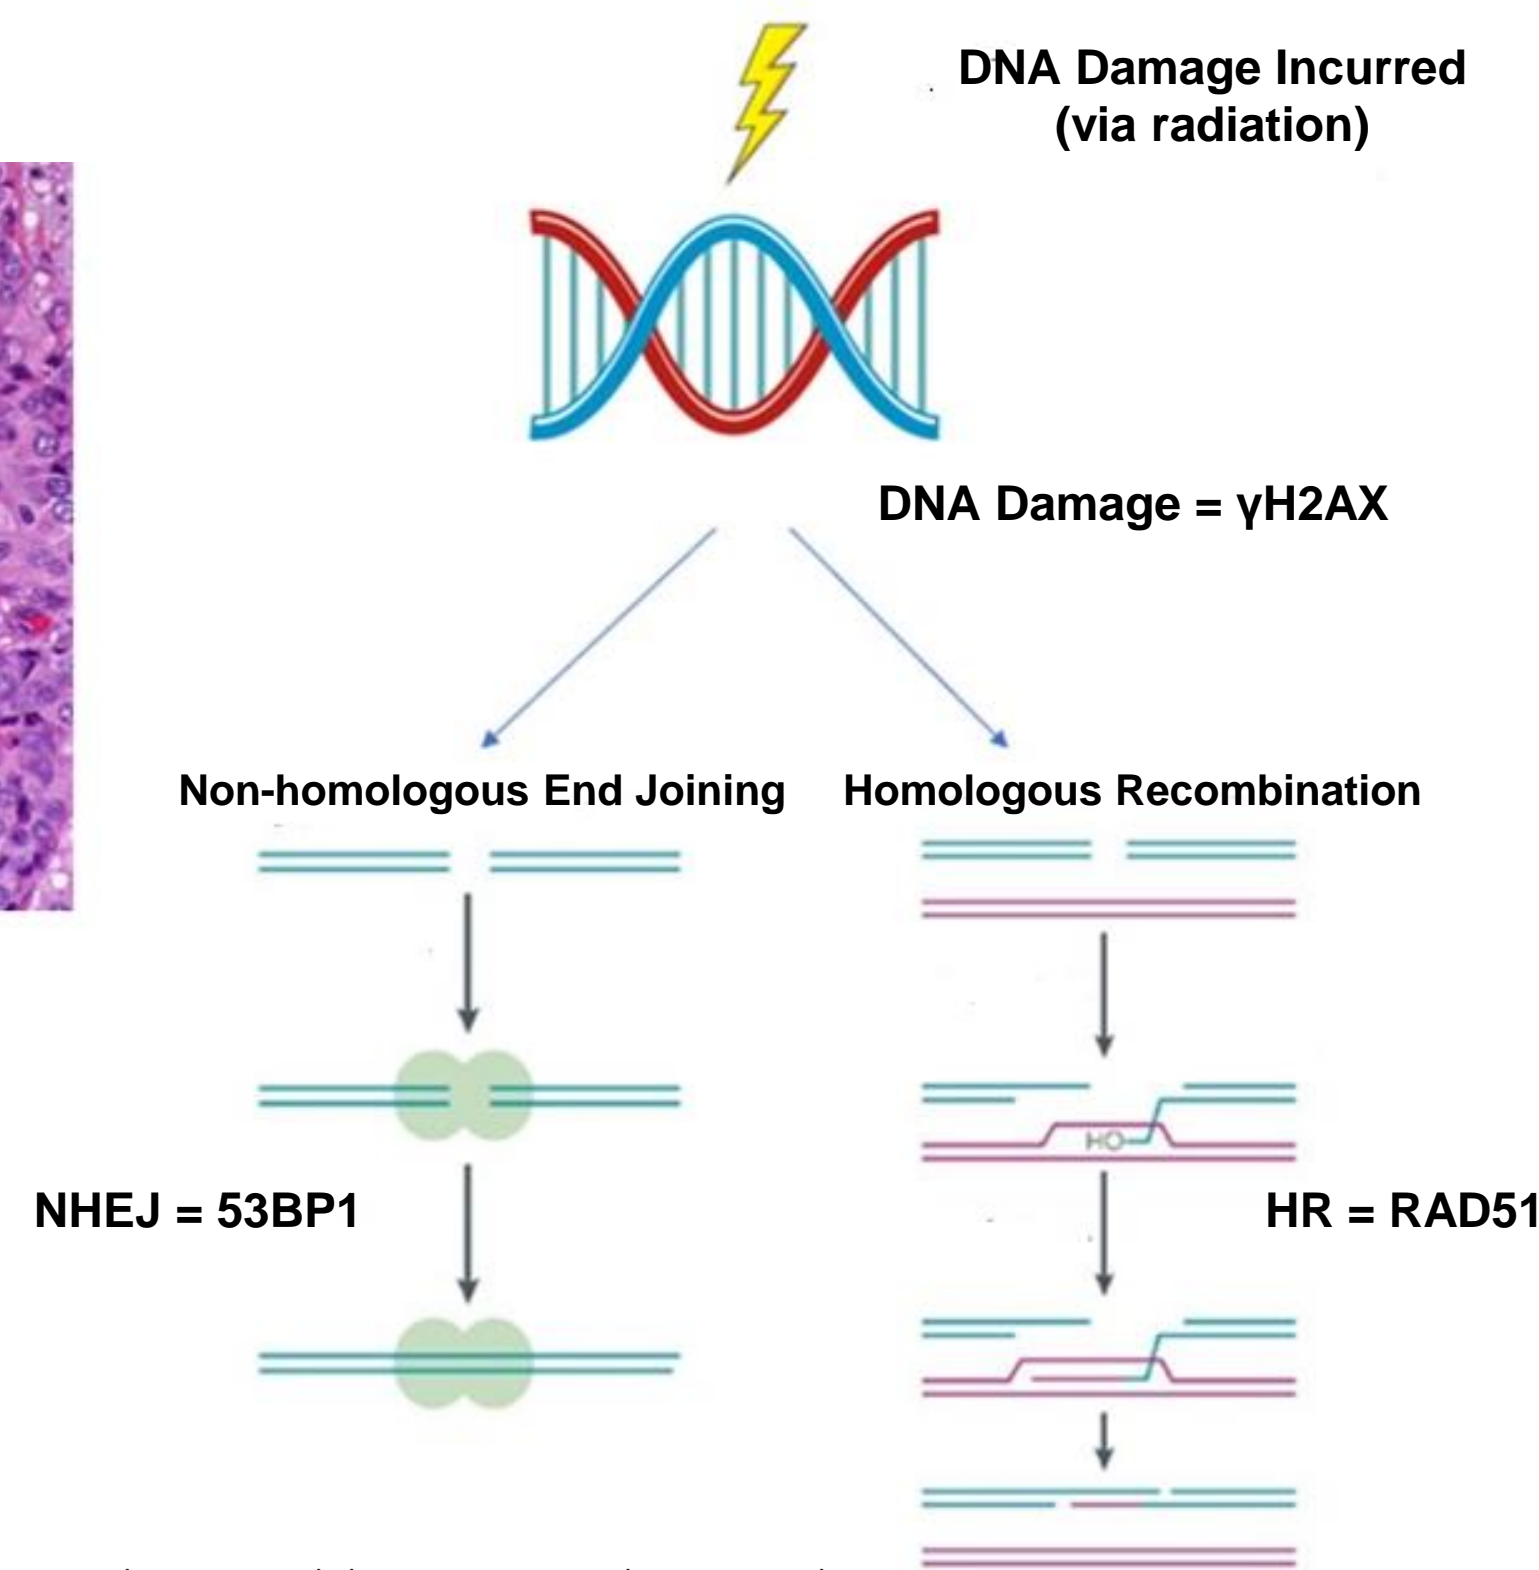 DNA Damage Incurred
(via radiation)
DNA Damage = γH2AX
Non-homologous End Joining
Homologous Recombination
HO
NHEJ = 53BP1
HR = RAD51